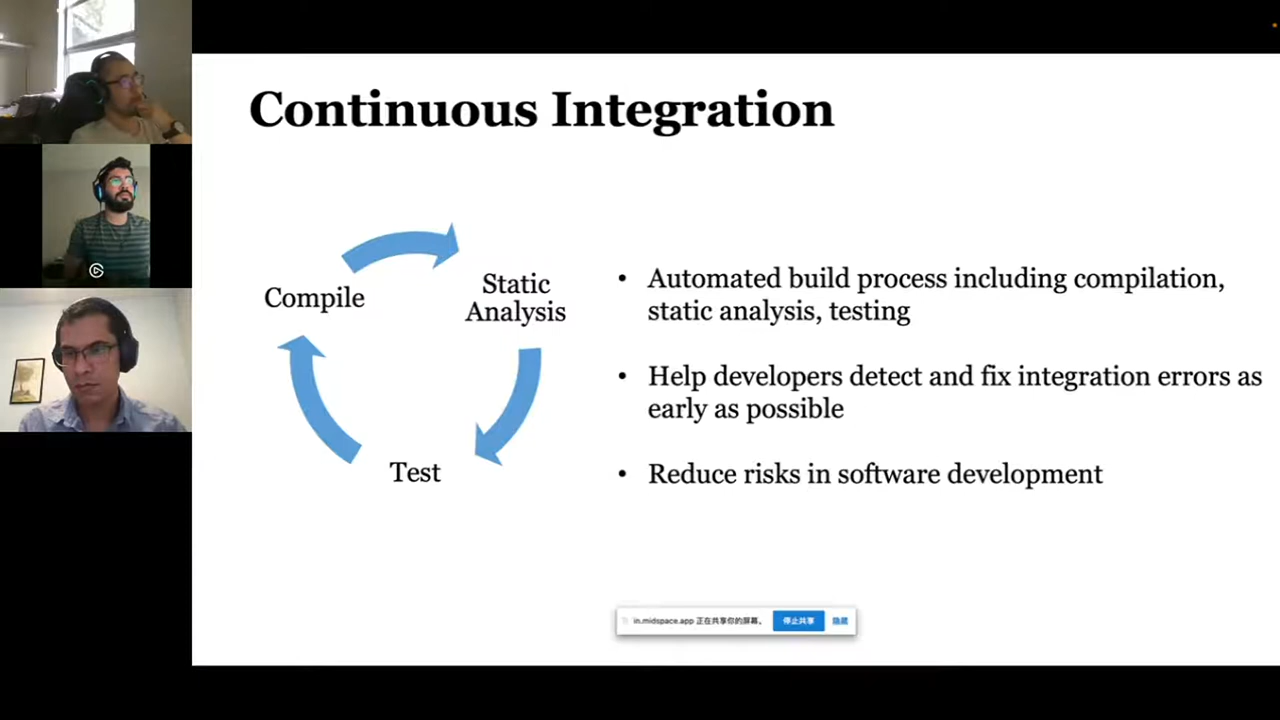 Continuous Integration
Compile
Static
Analysis
Test
• Automated build process including compilation,
static analysis, testing
• Help developers detect and fix integration errors as
early as possible
• Reduce risks in software development
in.midspace.app 正在共享你的屏幕。 停止共享 隐藏